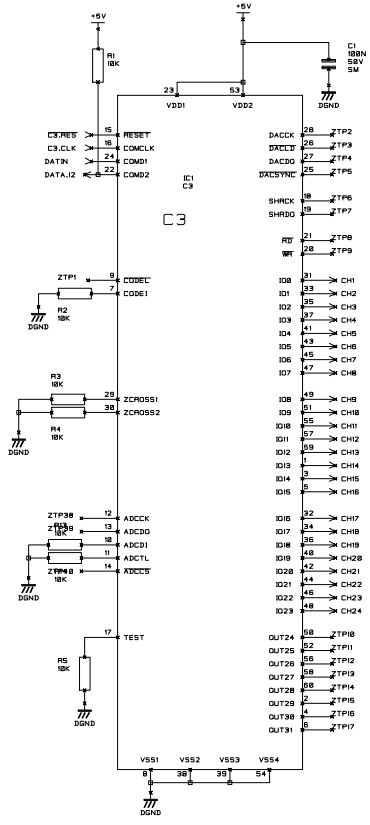 +5V
+5V
R1
10K
C1
100N
50V
5M
DGND
23
53
VDD1
VDD2
C3.RES
15
RESET
C3.CLK
16
COMCLK
DATIN
24
COMD1
DATA.12
22
COMD2
IC1
C3
C3
DACCK
28
ZTP2
DACLD
26
ZTP3
DACDO
27
ZTP4
DACSYNC
25
ZTP5
SHRCK
18
ZTP6
SHRDO
19
ZTP7
RD
21
ZTP8
WR
20
ZTP9
ZTP1
9
CODEL
7
CODEI
R2
10K
DGND
IO0
31
CH1
IO1
33
CH2
IO2
35
CH3
IO3
37
CH4
IO4
41
CH5
IO5
43
CH6
IO6
45
CH7
IO7
47
CH8
R3
10K
29
ZCROSS1
30
ZCROSS2
R4
10K
DGND
IO8
49
CH9
IO9
51
CH10
IO10
55
CH11
IO11
57
CH12
IO12
59
CH13
IO13
1
CH14
IO14
3
CH15
IO15
5
CH16
ZTP38
12
ADCCK
ZTP39
13
ADCDO
10K
10
ADCDI
11
ADCTL
14
ADCCS
10K
DGND
IO16
32
CH17
IO17
34
CH18
IO18
36
CH19
IO19
40
CH20
IO20
42
CH21
IO21
44
CH22
IO22
46
CH23
IO23
48
CH24
17
TEST
R5
10K
DGND
OUT24
50
ZTP10
OUT25
52
ZTP11
OUT26
56
ZTP12
OUT27
58
ZTP13
OUT28
60
ZTP14
OUT29
2
ZTP15
OUT30
4
ZTP16
OUT31
6
ZTP17
VSS1
VSS2
VSS3
VSS4
8
38
39
54
DGND